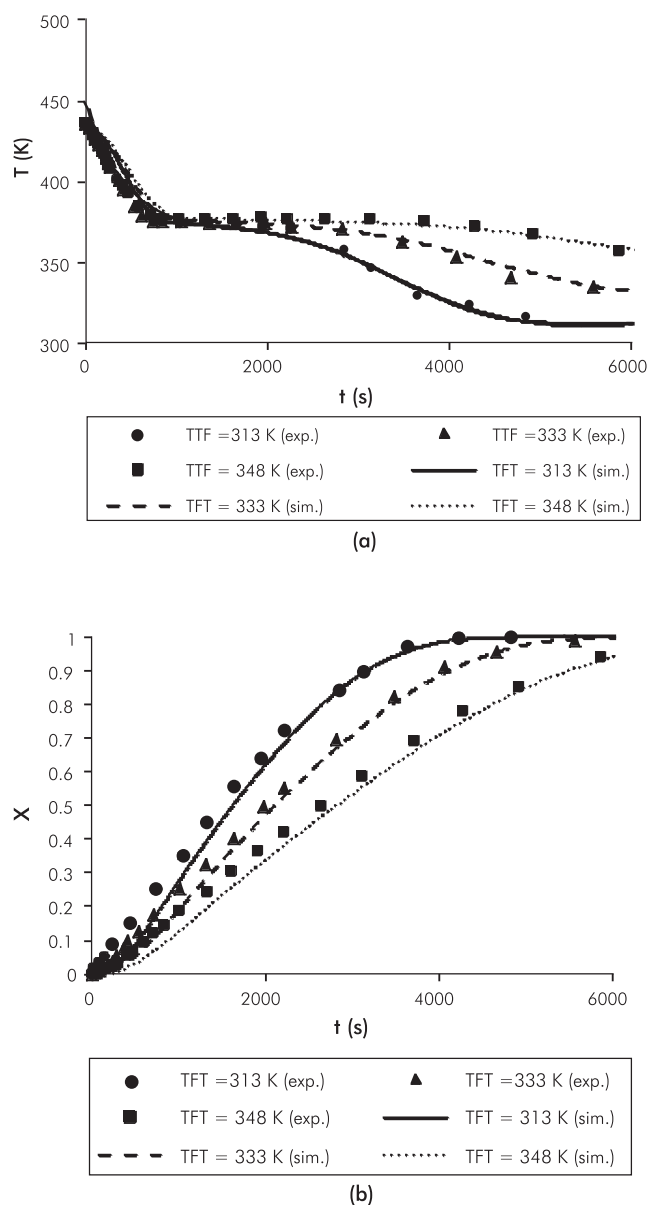 500
450
400
350
300
T (K)
0 2000 4000 6000
t (s)
TTF =313 K (exp.) TTF =333 K (exp.)
TTF = 348 K (exp.) TFT = 313 K (sim.)
TFT = 333 K (sim.) TFT = 348 K (sim.)
(a)
1
0.9
0.8
0.7
0.6
0.5
0.4
0.3
0.2
0.1
0
X
0 2000 4000 6000
t (s)
TFT =313 K (exp.) TFT =333 K (exp.)
TFT = 348 K (exp.) TFT = 313 K (sim.)
TFT = 333 K (sim.) TFT = 348 K (sim.)
(b)